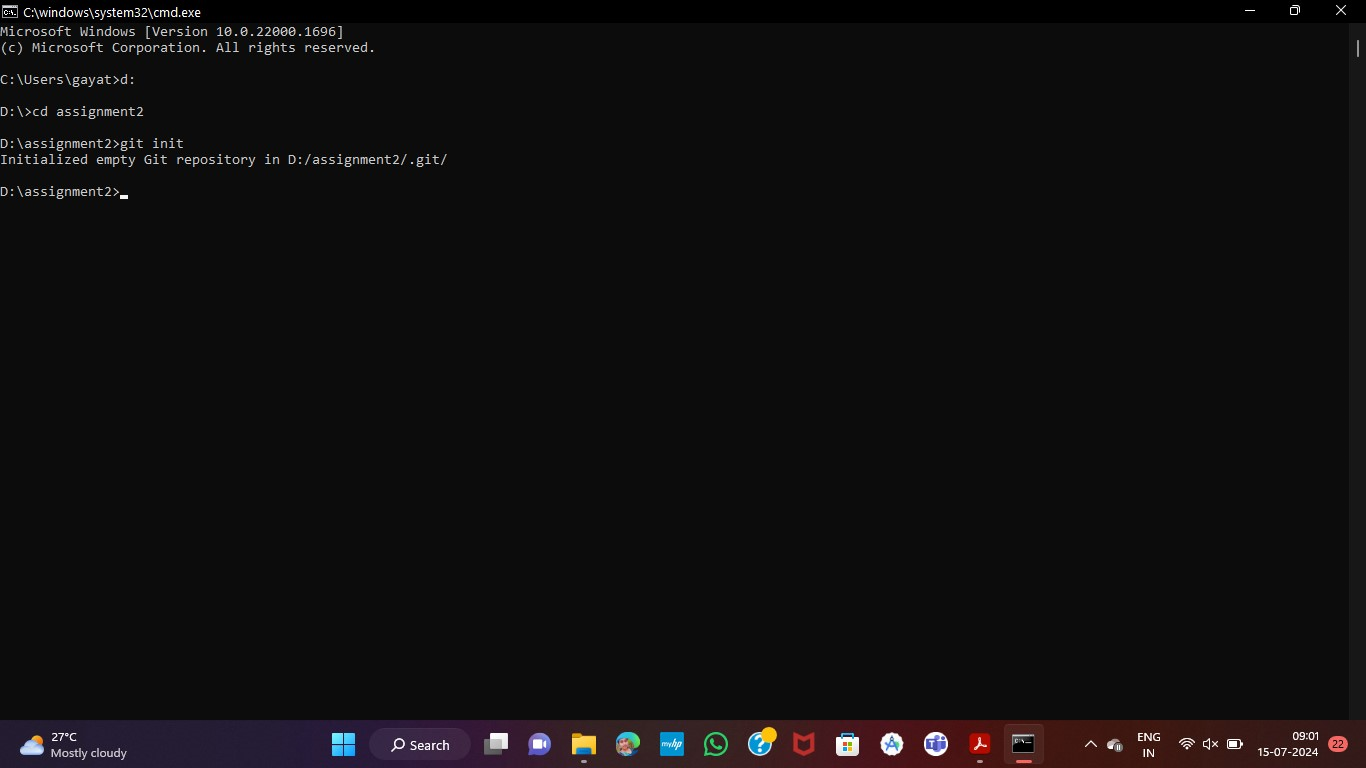 C:\windows\system32\cmd.exe
Microsoft Windows [Version 10.0.22000.1696]
(c) Microsoft Corporation. All rights reserved.
C:\Users\gayat>d:
D:\>cd assignment2
D:\assignment2>git init
Initialized empty Git repository in D:/assignment2/.git/
D:\assignment2>
27°C
Mostly cloudy
Search
myhp
ENG
IN
09:01
15-07-2024
22